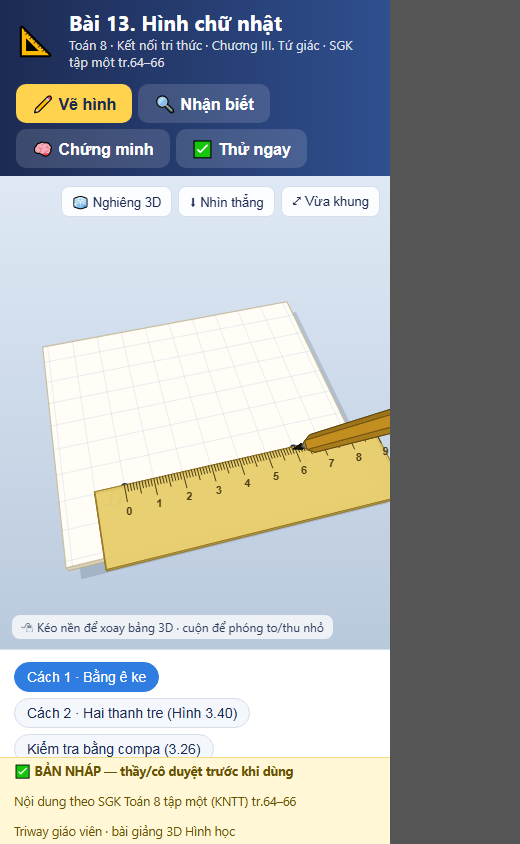 Bài 13. Hình chữ nhật
Toán 8 · Kết nối tri thức · Chương III. Tứ giác · SGK
tập một tr.64–66
Vẽ hình
Nhận biết
Chứng minh
Thử ngay
Nghiêng 3D
Nhìn thẳng
Vừa khung
0 1 2 3 4 5 6 7 8 9
Kéo nền để xoay bảng 3D · cuộn để phóng to/thu nhỏ
Cách 1 · Bằng ê ke
Cách 2 · Hai thanh tre (Hình 3.40)
Kiểm tra bằng compa (3.26)
BẢN NHÁP — thầy/cô duyệt trước khi dùng
Nội dung theo SGK Toán 8 tập một (KNTT) tr.64–66
Triway giáo viên · bài giảng 3D Hình học